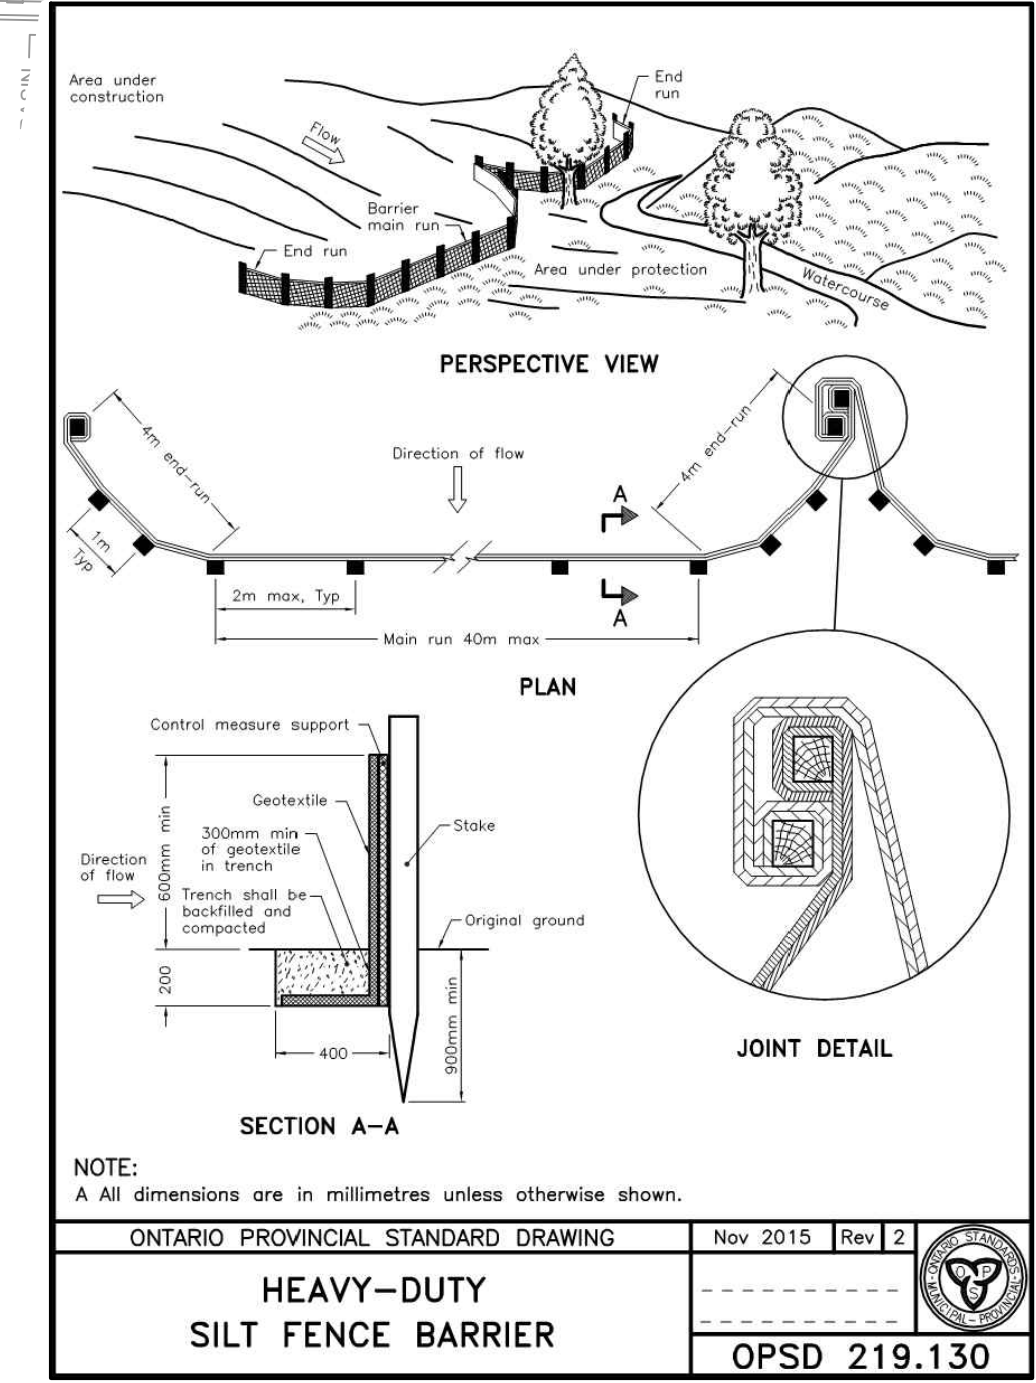 Area under
construction
Flow
End
run
Barrier
main run
End run
Area under protection
Watercourse
PERSPECTIVE VIEW
4m end-run
Direction of flow
4m end-run
A
1m
Typ
2m max, Typ
A
Main run 40m max
PLAN
Control measure support
Geotextile
300mm min
of geotextile
in trench
Stake
600mm min
Direction
of flow
Trench shall be
backfilled and
compacted
Original ground
200
400
900mm min
SECTION A-A
JOINT DETAIL
NOTE:
A All dimensions are in millimetres unless otherwise shown.
ONTARIO PROVINCIAL STANDARD DRAWING
Nov 2015
Rev
2
HEAVY-DUTY
SILT FENCE BARRIER
ONTARIO STANDARDS
MUNICIPAL - PROVINCIAL
O P
S
OPSD 219.130